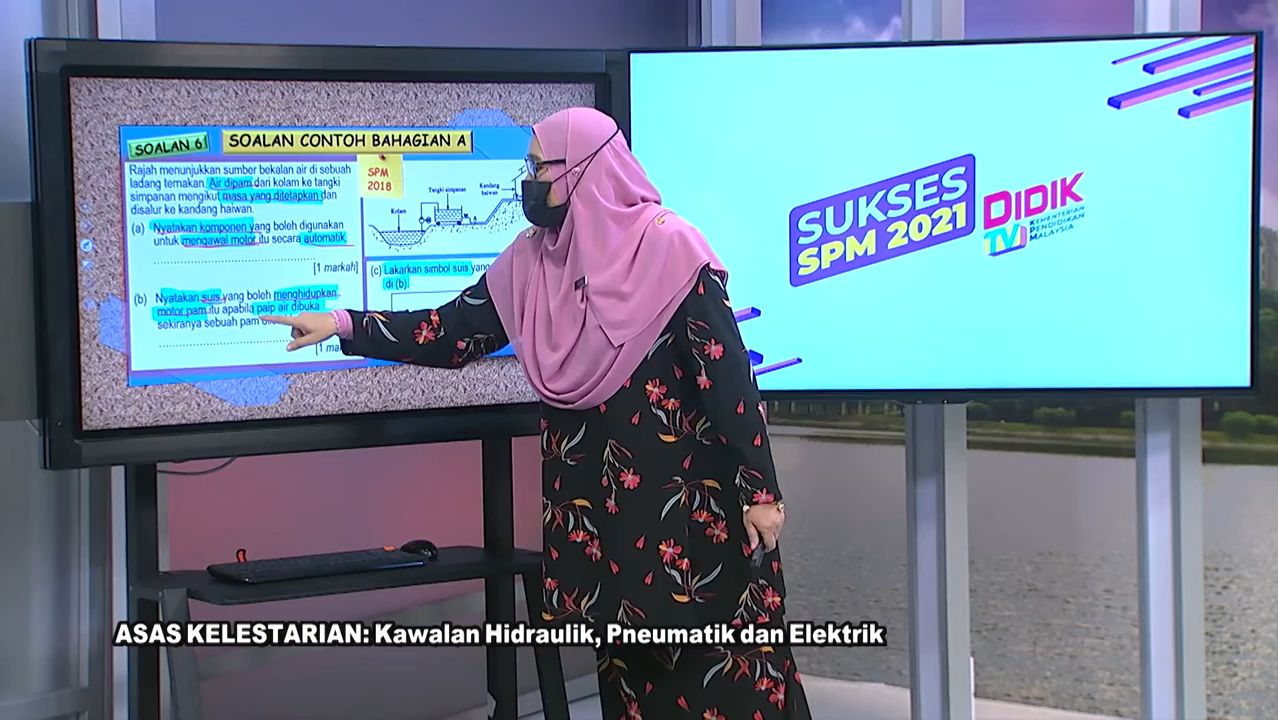 SOALAN 6
SOALAN CONTOH BAHAGIAN A
Rajah menunjukkan sumber bekalan air di sebuah
ladang ternakan. Air dipam dari kolam ke tangki
simpanan mengikut masa yang ditetapkan dan
disalur ke kandang haiwan.
(a) Nyatakan komponen yang boleh digunakan
untuk mengawal motor itu secara automatik.
[1 markah]
(b) Nyatakan suis yang boleh menghidupkan
motor pam itu apabila paip air dibuka
sekiranya sebuah pam
[1
SPM
2018
Kolam
Tangki simpanan
Kandang
haiwan
(c) Lakarkan simbol suis yang
di (b)
SUKSES
SPM 2021
DIDIK
TV
KEMENTERIAN
PENDIDIKAN
MALAYSIA
ASAS KELESTARIAN: Kawalan Hidraulik, Pneumatik dan Elektrik